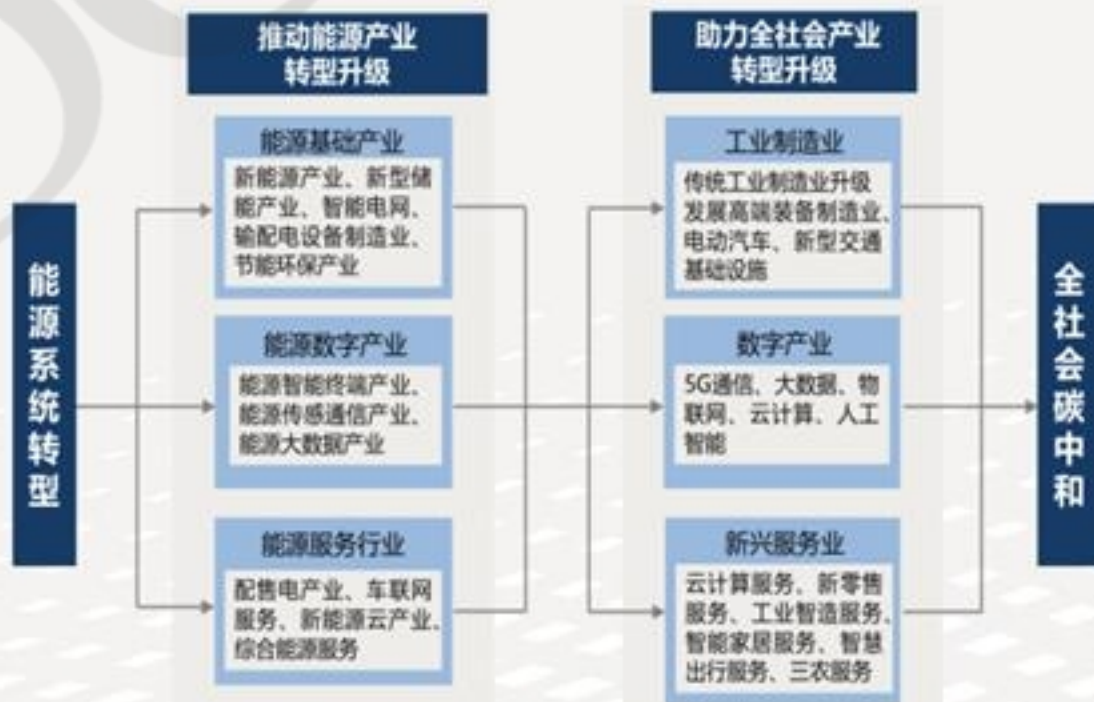 推动能源产业
转型升级
助力全社会产业
转型升级
能源系统转型
能源基础产业
新能源产业、新型储
能产业、智能电网、
输配电设备制造业、
节能环保产业
能源数字产业
能源智能终端产业、
能源传感通信产业、
能源大数据产业
能源服务行业
配售电产业、车联网
服务、新能源云产业、
综合能源服务
工业制造业
传统工业制造业升级
发展高端装备制造业、
电动汽车、新型交通
基础设施
数字产业
5G通信、大数据、物
联网、云计算、人工
智能
新兴服务业
云计算服务、新零售
服务、工业智造服务、
智能家居服务、智慧
出行服务、三农服务
全社会碳中和